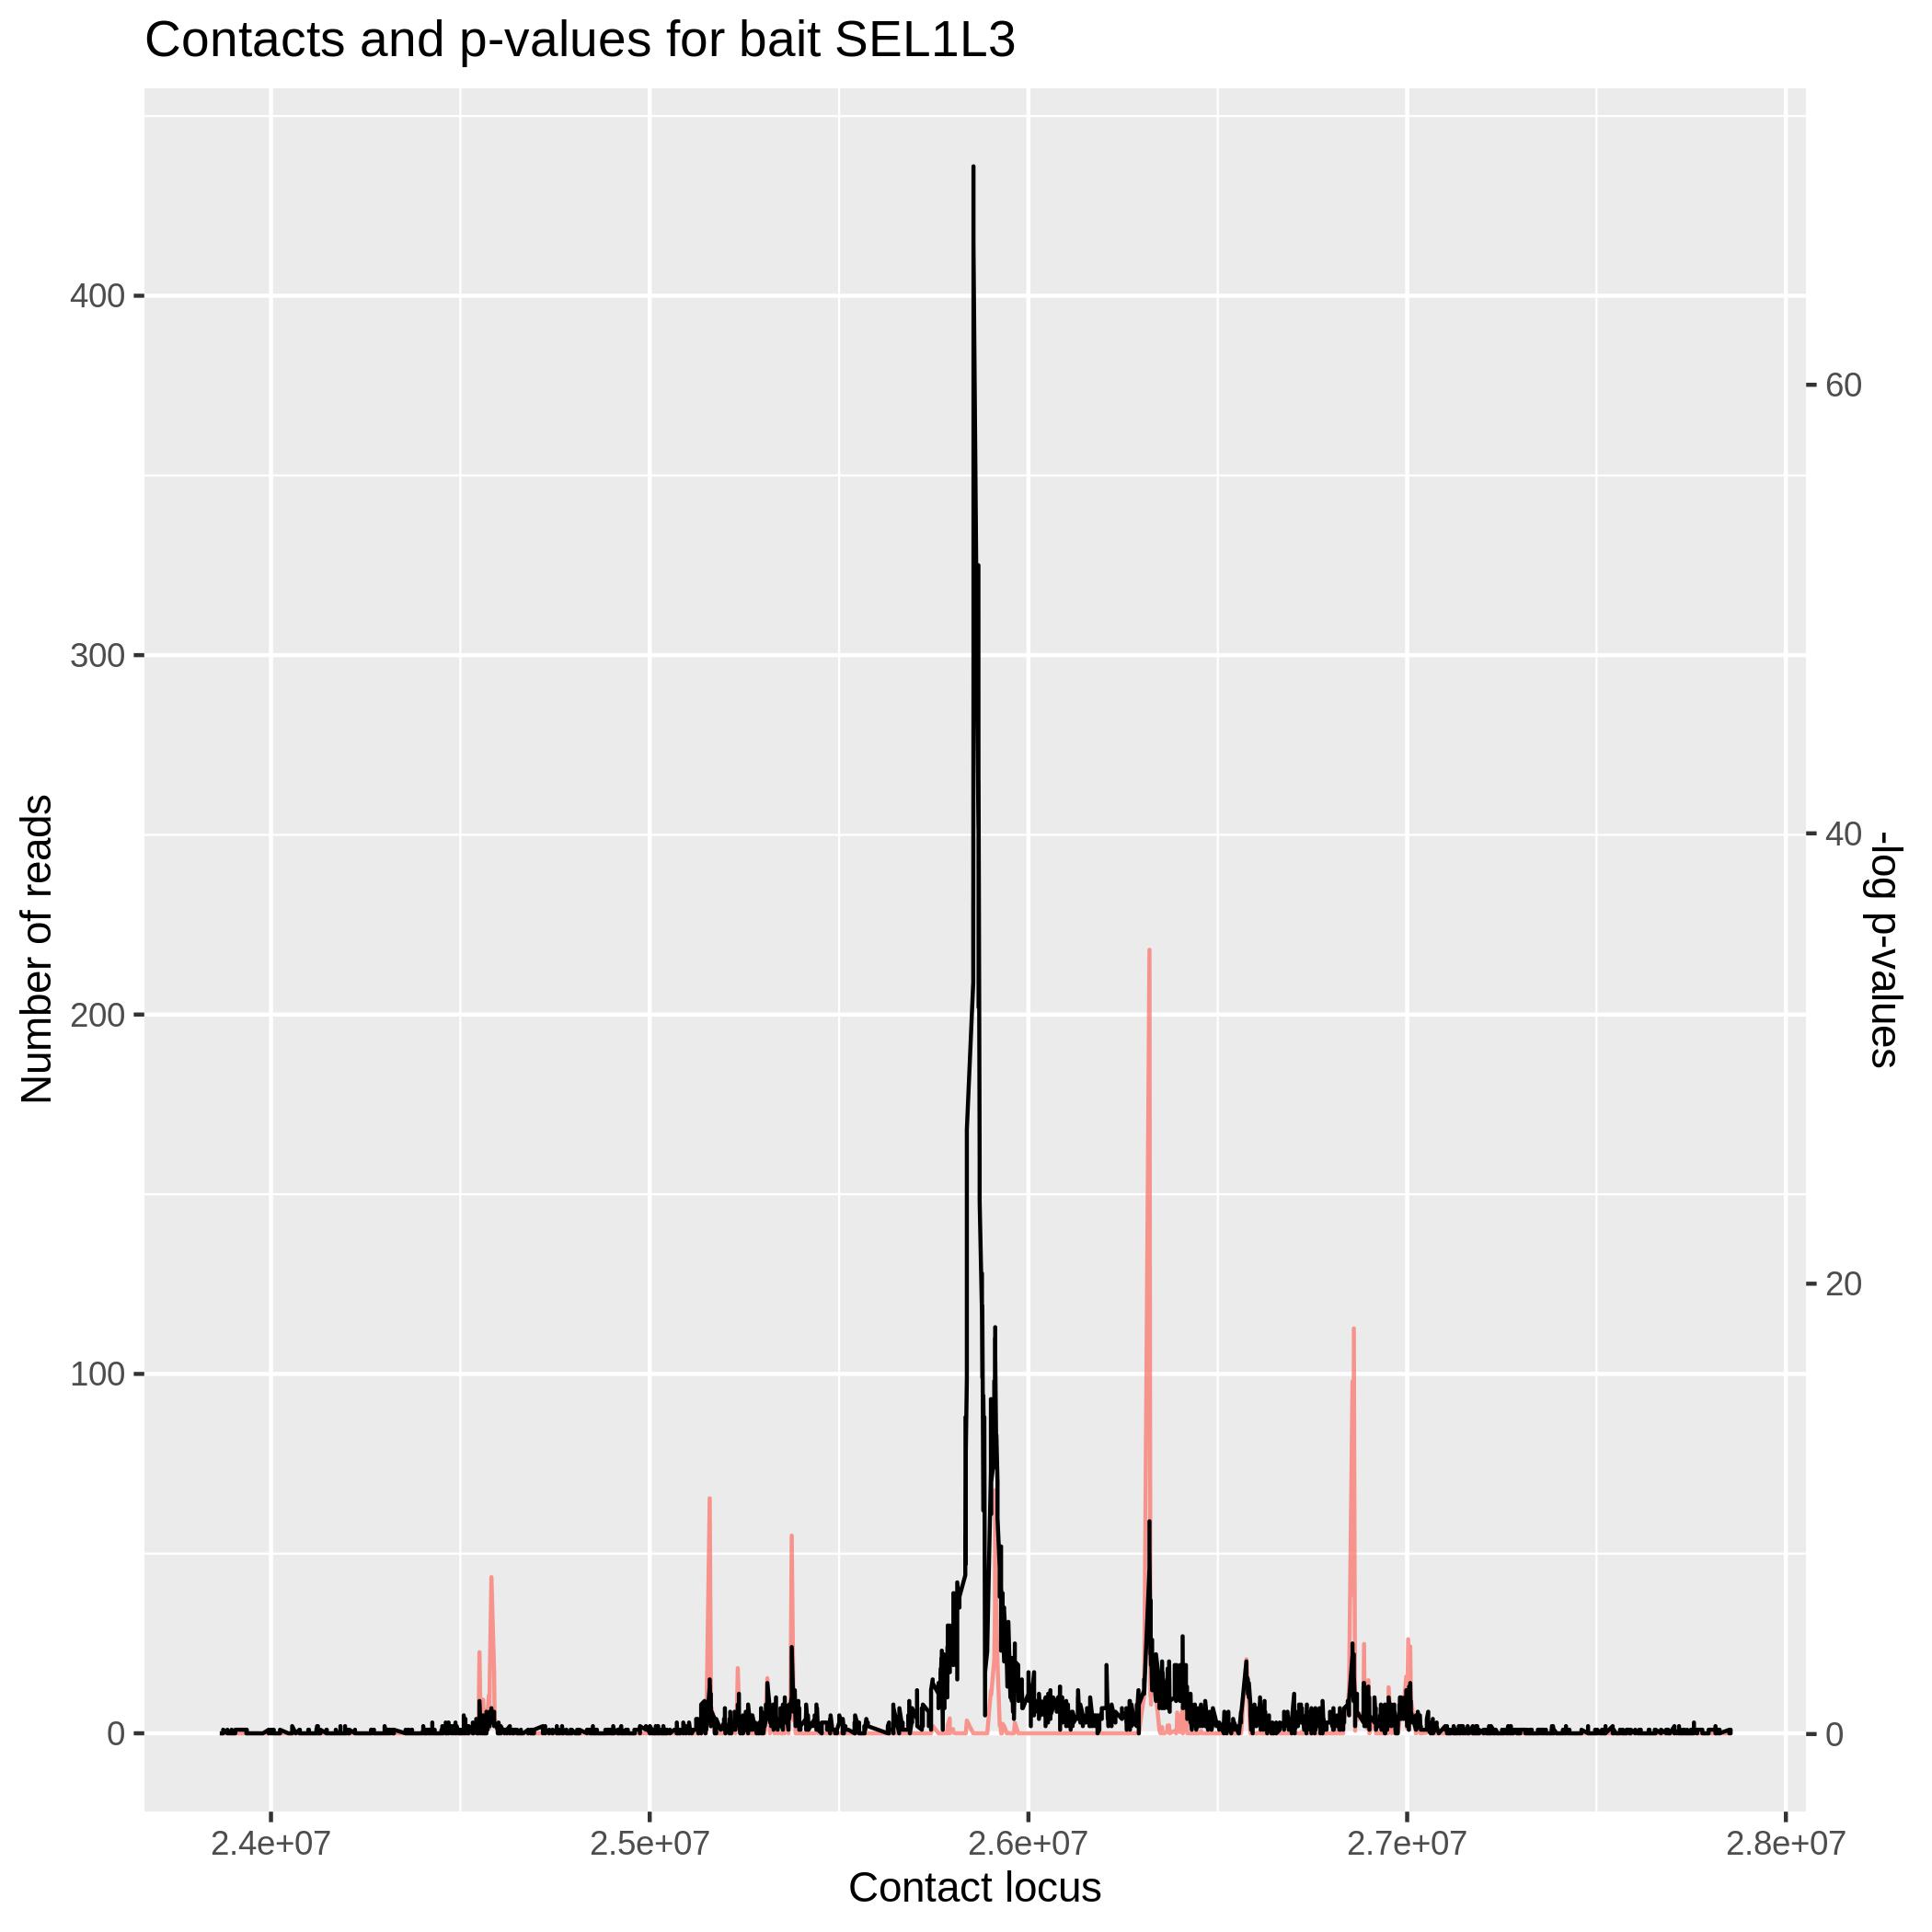 Contacts and p-values for bait SEL1L3
Number of reads
400
300
200
100
0
60
40
20
0
-log p-values
2.4e+07
2.5e+07
2.6e+07
2.7e+07
2.8e+07
Contact locus